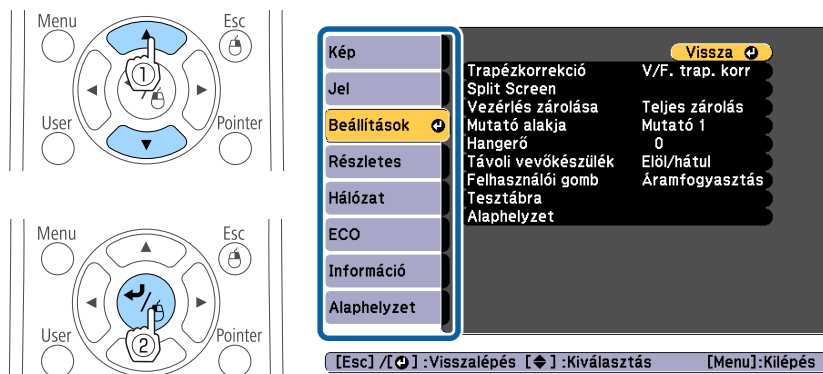 Menu
Esc
①
User
Pointer
Menu
Esc
User
②
Pointer
Kép
Jel
Beállítások
Részletes
Hálózat
ECO
Információ
Alaphelyzet
Vissza
Trapézkorrekció V/F. trap. korr
Split Screen
Vezérlés zárolása Teljes zárolás
Mutató alakja Mutató 1
Hangerő 0
Távoli vevőkészülék Elöl/hátul
Felhasználói gomb Áramfogyasztás
Tesztábra
Alaphelyzet
[Esc] /[ ] :Visszalépés [ ] :Kiválasztás [Menu]:Kilépés